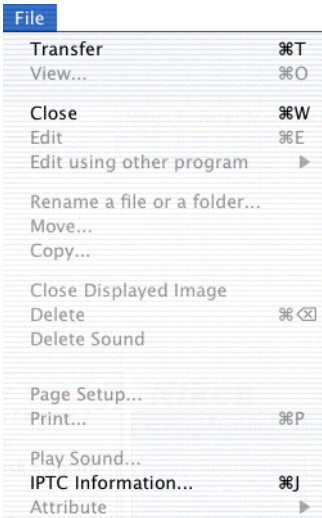 File
Transfer ⌘T
View... ⌘O
Close ⌘W
Edit ⌘E
Edit using other program ▶
Rename a file or a folder...
Move...
Copy...
Close Displayed Image
Delete ⌘⌫
Delete Sound
Page Setup...
Print... ⌘P
Play Sound...
IPTC Information... ⌘J
Attribute ▶